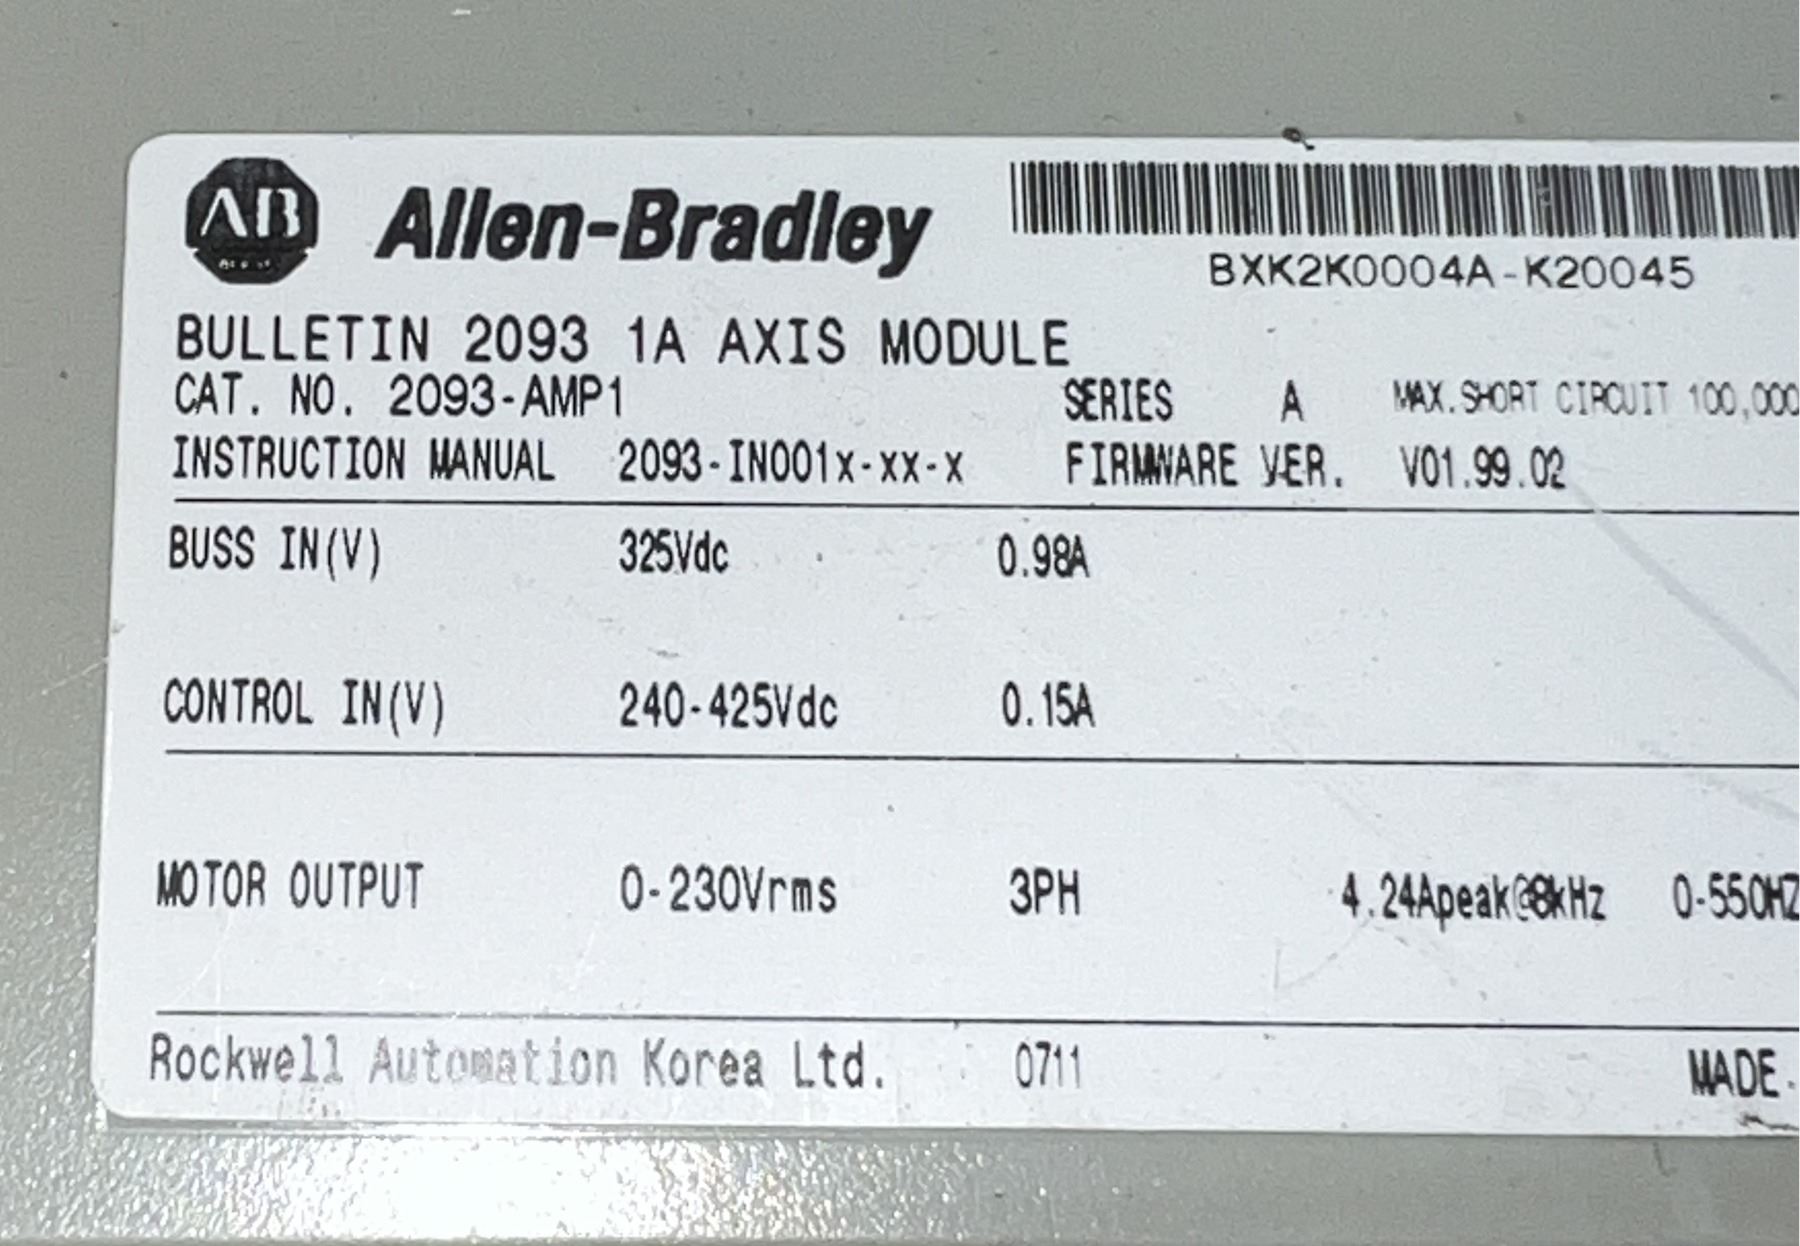 AB
Allen-Bradley
BXK2K0004A-K20045
BULLETIN 2093 1A AXIS MODULE
CAT. NO. 2093-AMP1 SERIES A MAX.SHORT CIRCUIT 100,000
INSTRUCTION MANUAL 2093-IN001x-xx-x FIRMWARE VER. V01.99.02
BUSS IN(V) 325Vdc 0.98A
CONTROL IN(V) 240-425Vdc 0.15A
MOTOR OUTPUT 0-230Vrms 3PH 4.24Apeak@8kHz 0-550HZ
Rockwell Automation Korea Ltd. 0711 MADE